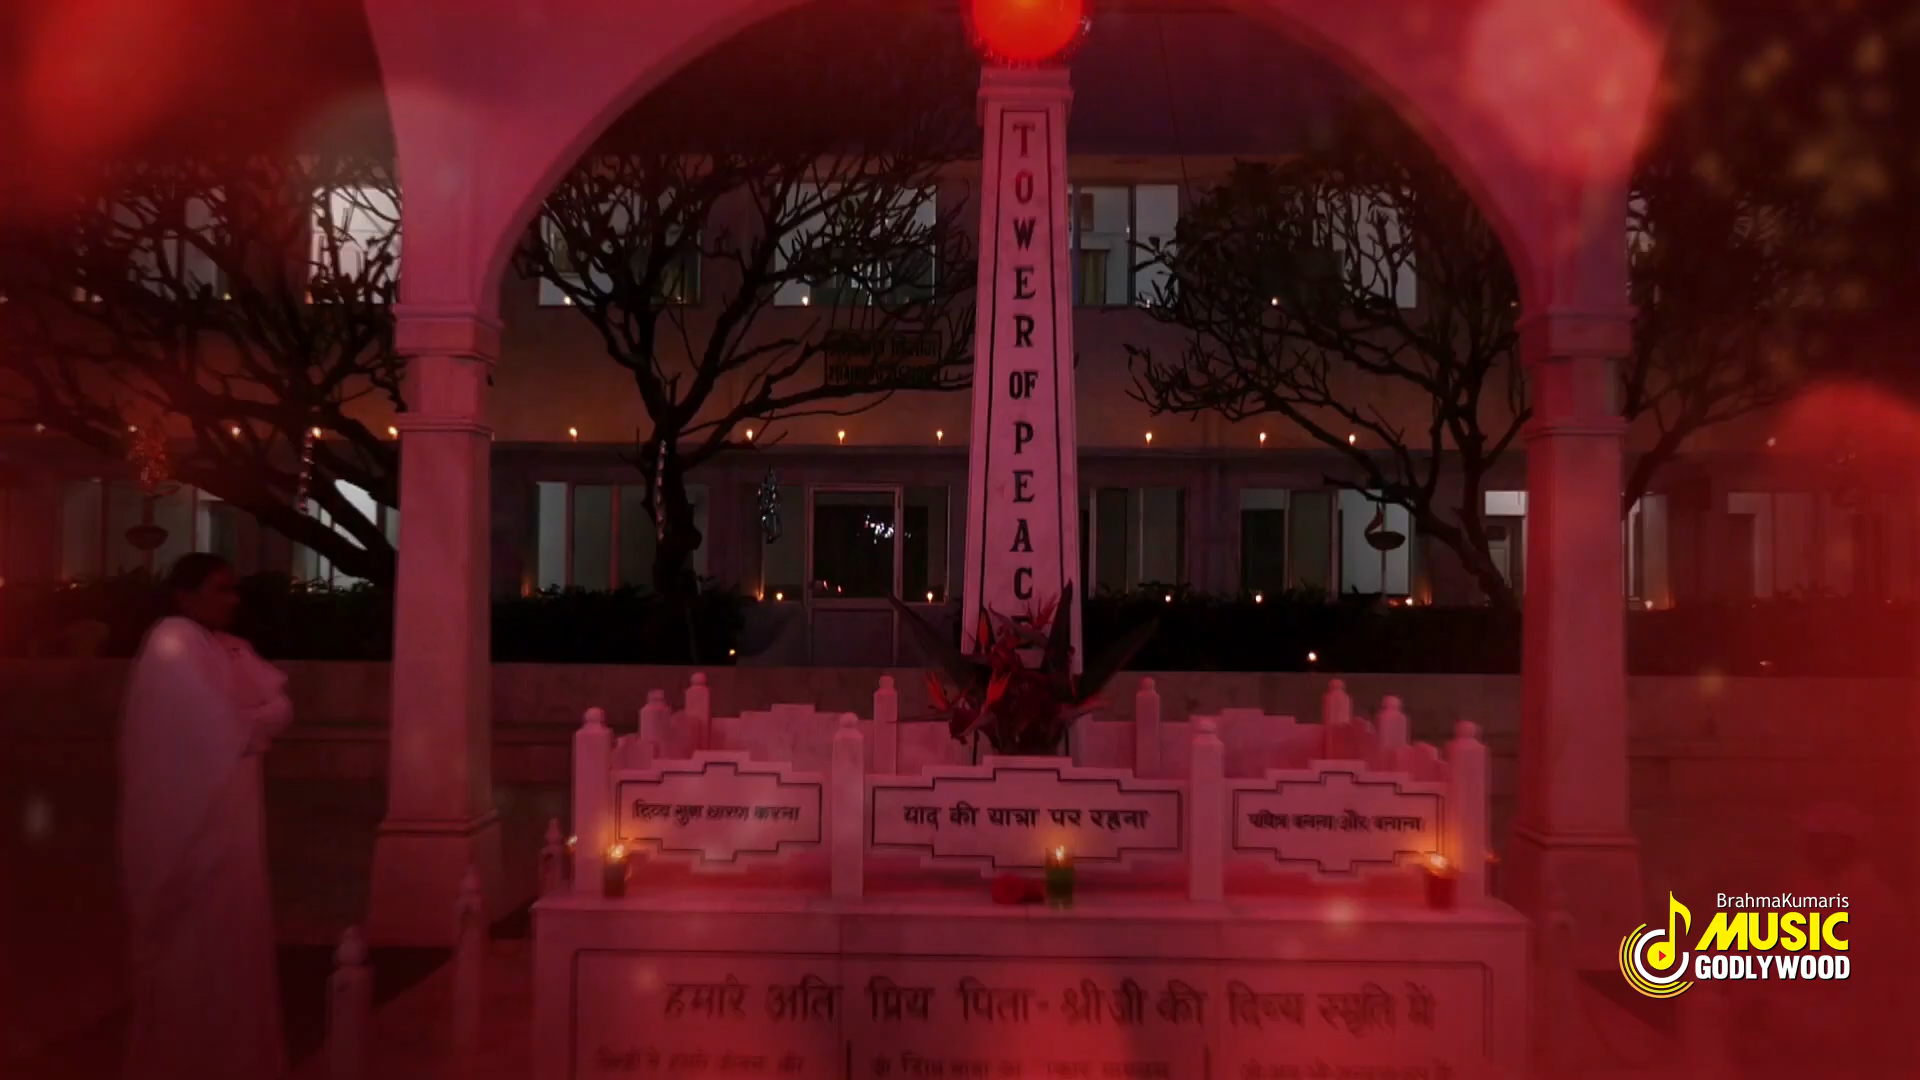 TOWER OF PEACE
दिव्य गुण धारण करना
याद की यात्रा पर रहना
पवित्र बनना और बनाना
हमारे अति प्रिय पिता-श्रीजी की दिव्य स्मृति में
BrahmaKumaris
MUSIC
GODLYWOOD